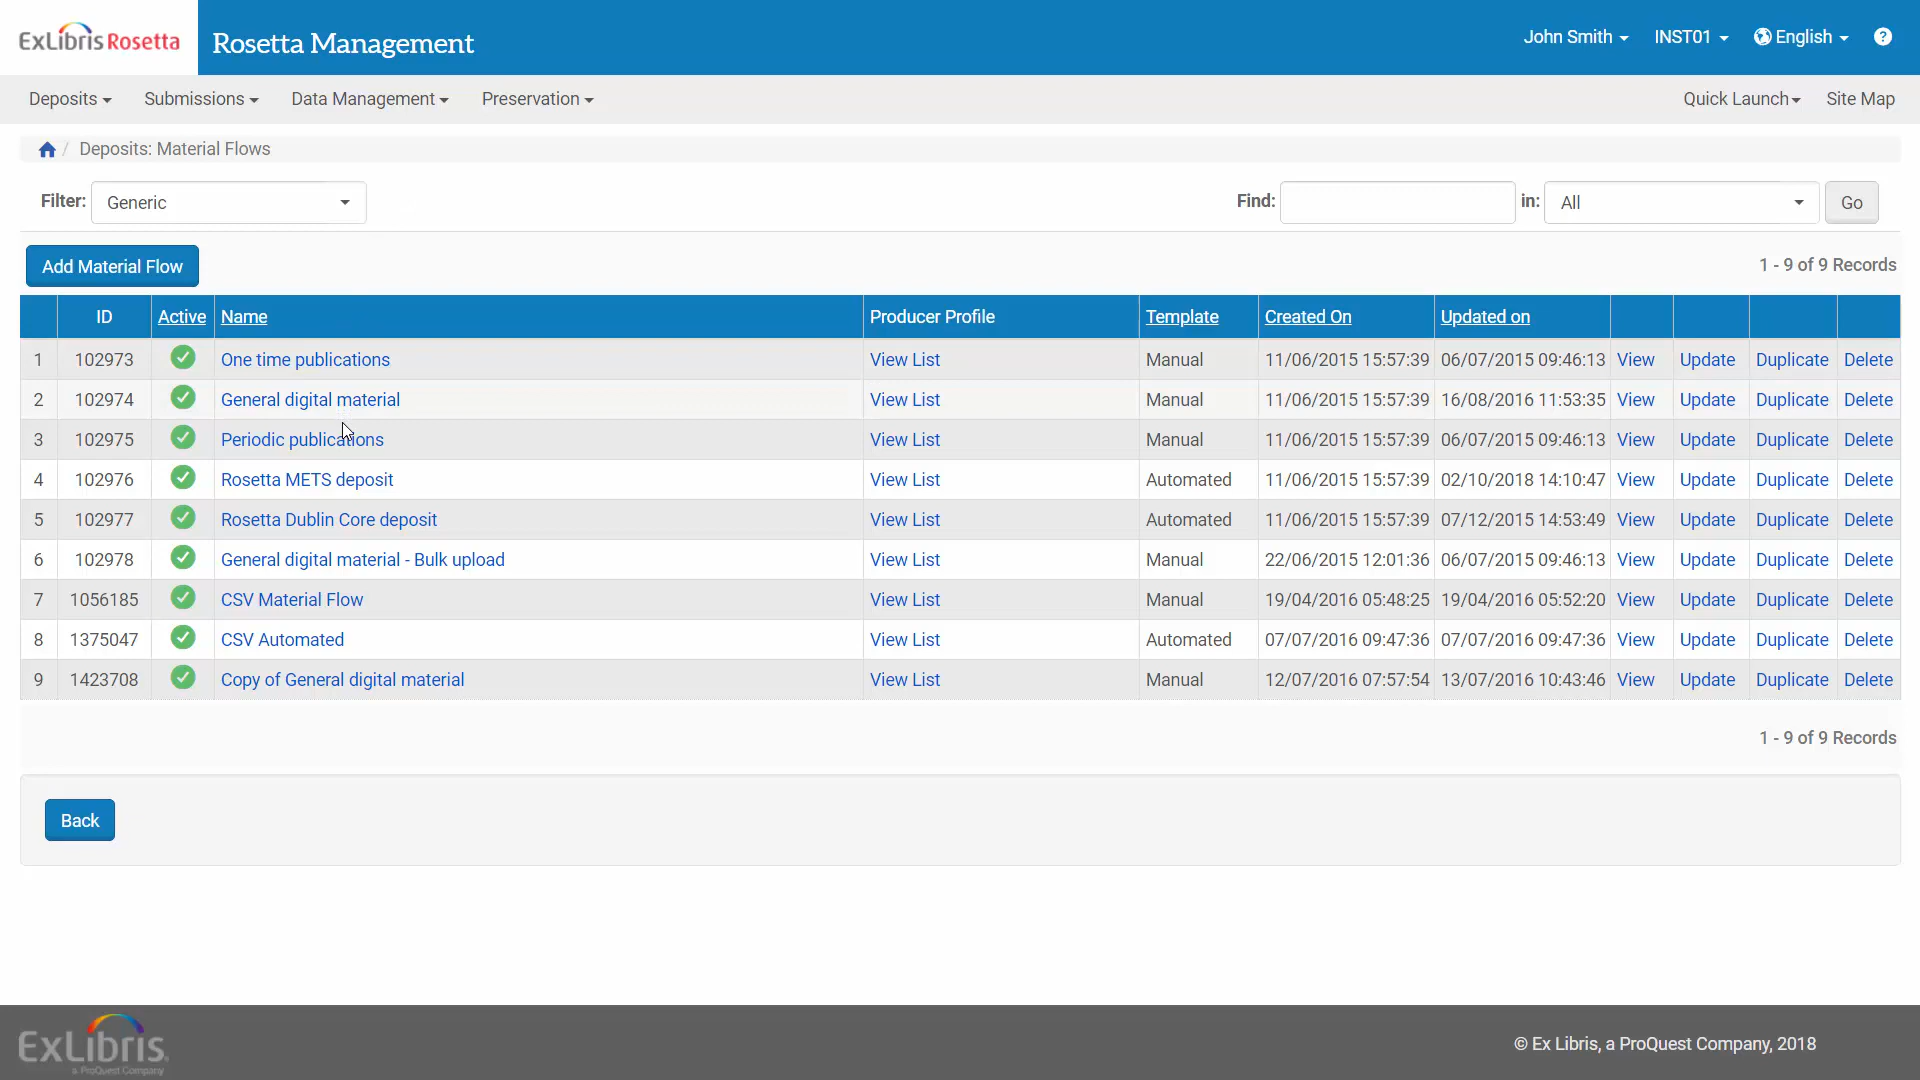 ExLibris Rosetta
Rosetta Management
John Smith
INST01
English
?
Deposits
Submissions
Data Management
Preservation
Quick Launch
Site Map
/ Deposits: Material Flows
Filter: Generic
Find: in: All Go
Add Material Flow
1 - 9 of 9 Records
ID Active Name Producer Profile Template Created On Updated on
1 102973 One time publications View List Manual 11/06/2015 15:57:39 06/07/2015 09:46:13 View Update Duplicate Delete
2 102974 General digital material View List Manual 11/06/2015 15:57:39 16/08/2016 11:53:35 View Update Duplicate Delete
3 102975 Periodic publications View List Manual 11/06/2015 15:57:39 06/07/2015 09:46:13 View Update Duplicate Delete
4 102976 Rosetta METS deposit View List Automated 11/06/2015 15:57:39 02/10/2018 14:10:47 View Update Duplicate Delete
5 102977 Rosetta Dublin Core deposit View List Automated 11/06/2015 15:57:39 07/12/2015 14:53:49 View Update Duplicate Delete
6 102978 General digital material - Bulk upload View List Manual 22/06/2015 12:01:36 06/07/2015 09:46:13 View Update Duplicate Delete
7 1056185 CSV Material Flow View List Manual 19/04/2016 05:48:25 19/04/2016 05:52:20 View Update Duplicate Delete
8 1375047 CSV Automated View List Automated 07/07/2016 09:47:36 07/07/2016 09:47:36 View Update Duplicate Delete
9 1423708 Copy of General digital material View List Manual 12/07/2016 07:57:54 13/07/2016 10:43:46 View Update Duplicate Delete
1 - 9 of 9 Records
Back
ExLibris
a ProQuest Company
© Ex Libris, a ProQuest Company, 2018